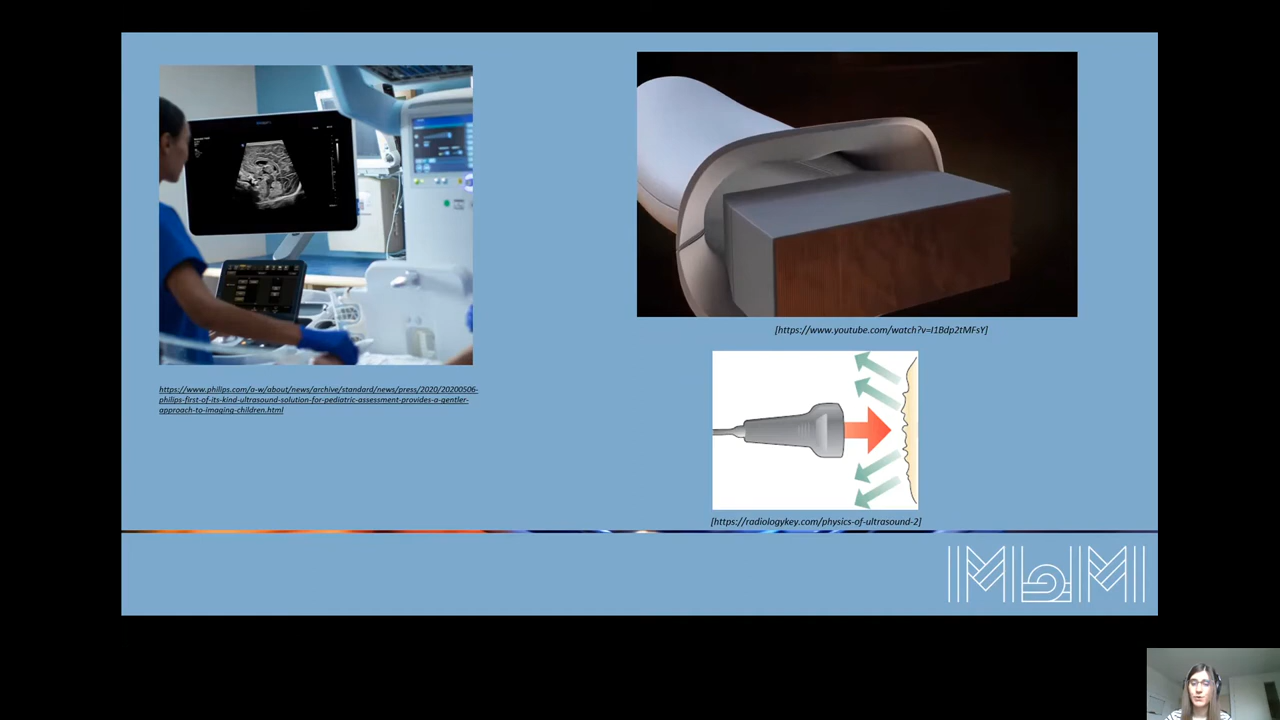 https://www.philips.com/a-w/about/news/archive/standard/news/press/2020/20200506-
philips-first-of-its-kind-ultrasound-solution-for-pediatric-assessment-provides-a-gentler-
approach-to-imaging-children.html
[https://www.youtube.com/watch?v=I1Bdp2tMFsY]
[https://radiologykey.com/physics-of-ultrasound-2]
MbM